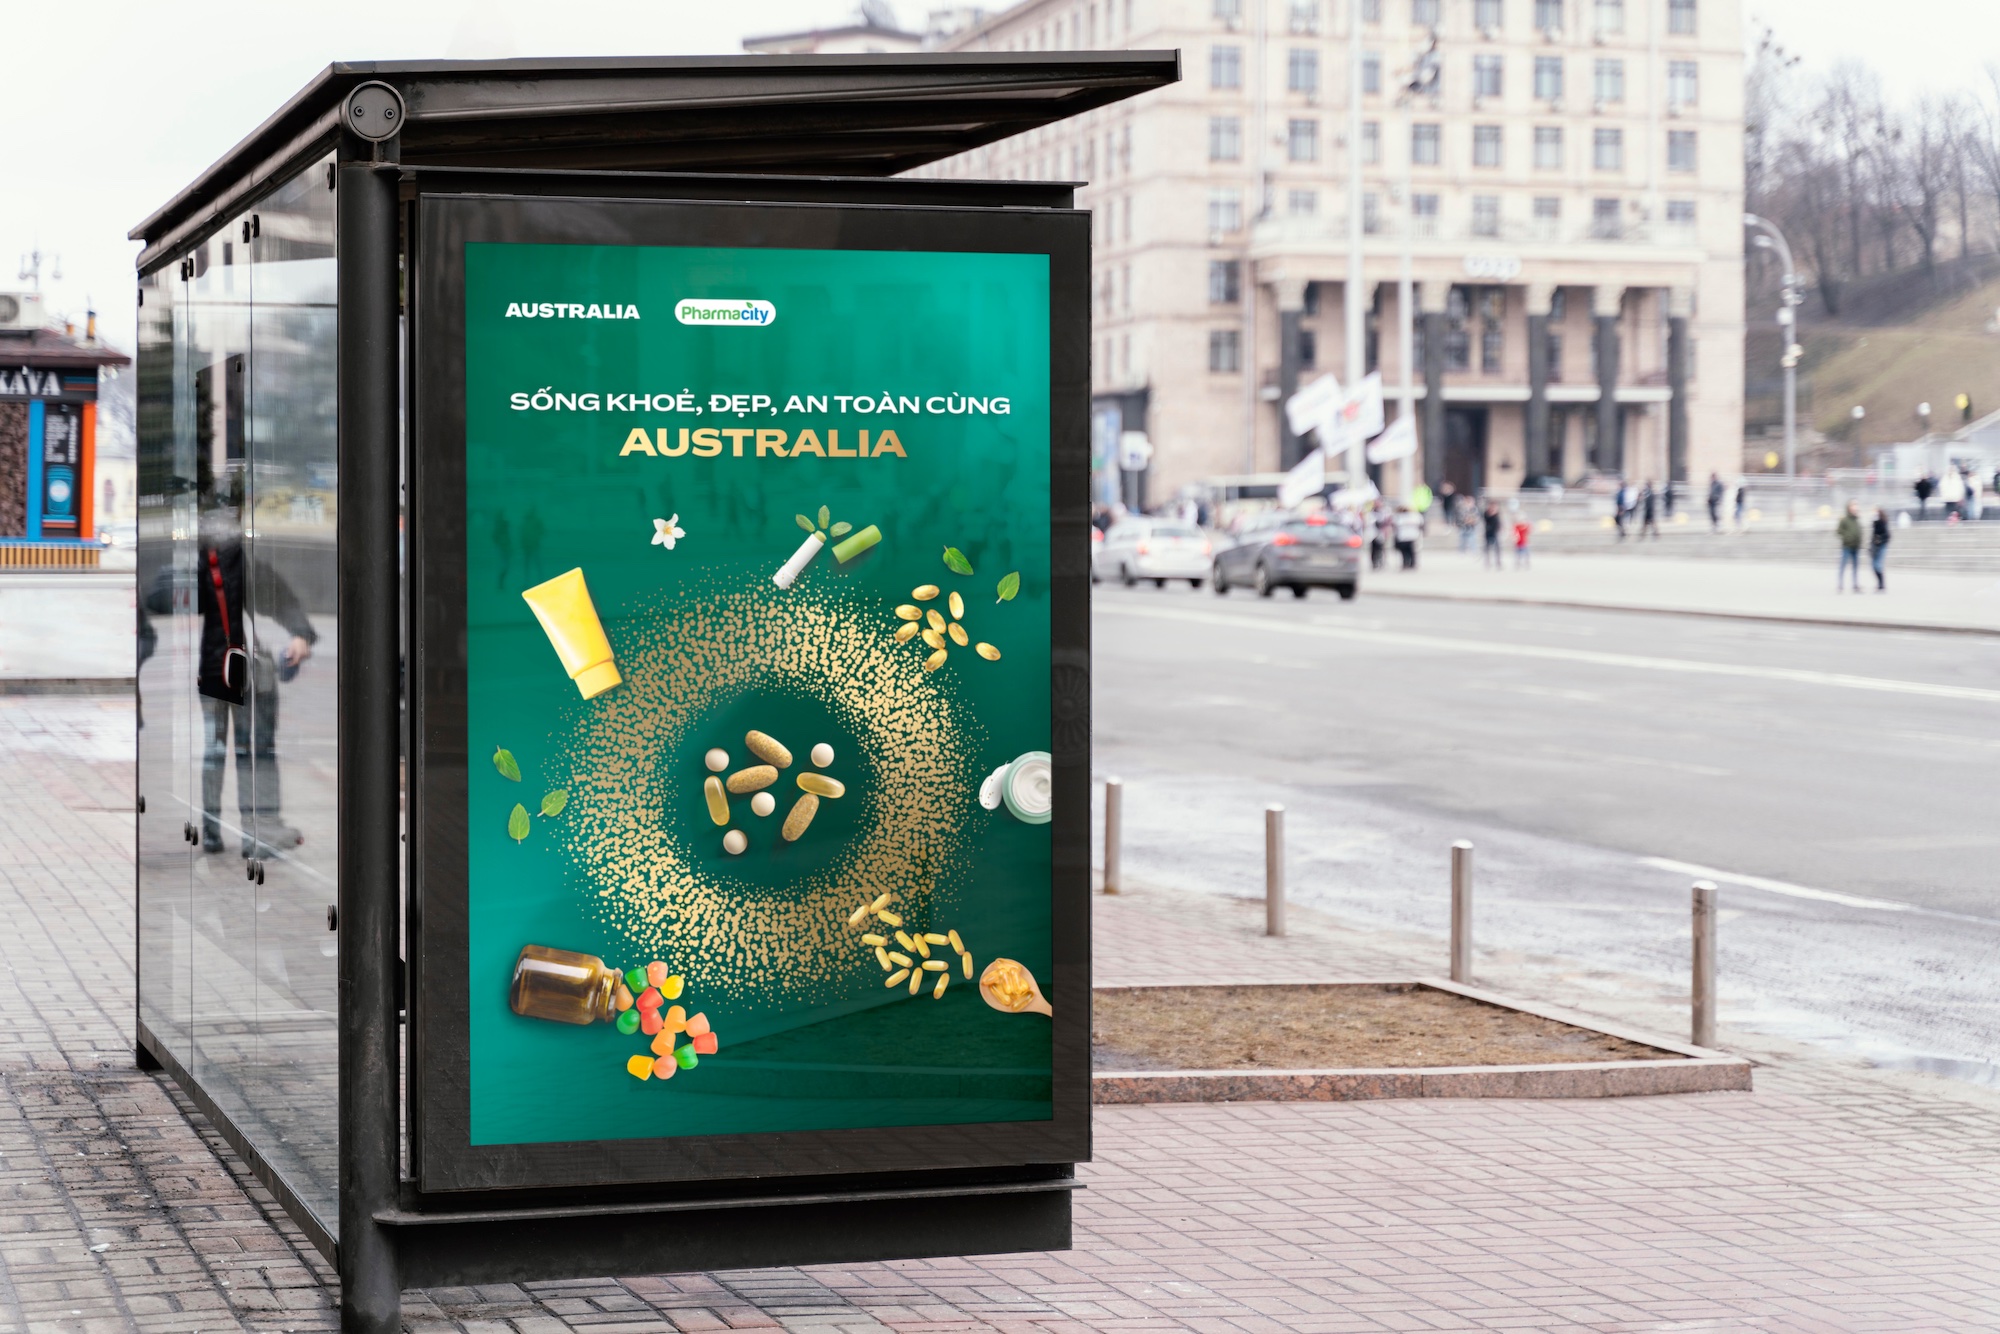 AUSTRALIA
Pharmacity
SỐNG KHOẺ, ĐẸP, AN TOÀN CÙNG
AUSTRALIA
KAVA